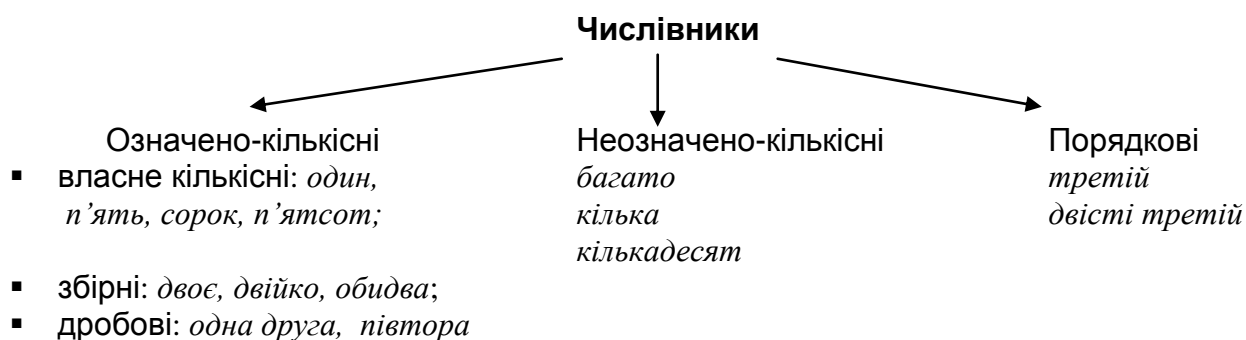 Числівники
Означено-кількісні Неозначено-кількісні Порядкові
▪ власне кількісні: один, багато третій
п’ять, сорок, п’ятсот; кілька двісті третій
кількадесят
▪ збірні: двоє, двійко, обидва;
▪ дробові: одна друга, півтора